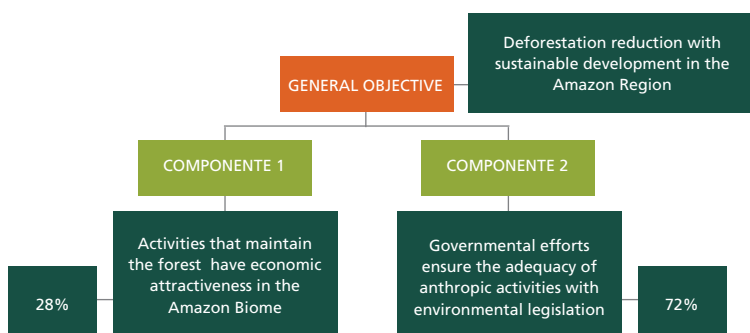 Deforestation reduction with
sustainable development in the
Amazon Region
GENERAL OBJECTIVE
COMPONENTE 1
COMPONENTE 2
Activities that maintain
the forest have economic
attractiveness in the
Amazon Biome
28%
Governmental efforts
ensure the adequacy of
anthropic activities with
environmental legislation
72%